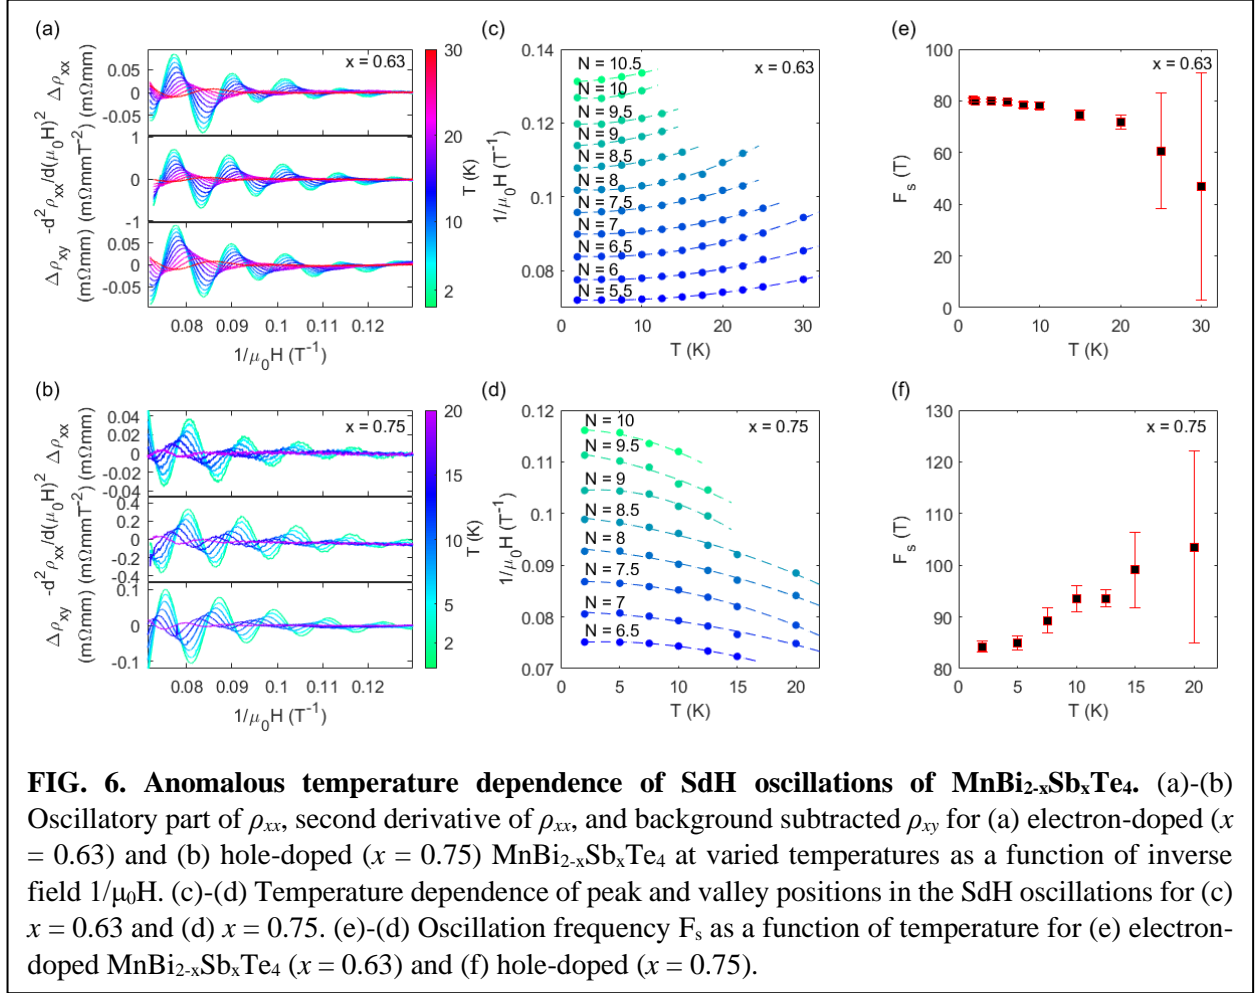 (a)
x = 0.63
Δρxx
(mΩmm)
0.05
0
-0.05
-d²ρxx/d(μ0H)²
(mΩmmT⁻²)
1
0
-1
Δρxy
(mΩmm)
0.05
0
-0.05
0.08 0.09 0.1 0.11 0.12
1/μ0H (T⁻¹)
30
20
10
2
T (K)
(c)
x = 0.63
0.14
0.12
0.1
0.08
1/μ0H (T⁻¹)
N = 10.5
N = 10
N = 9.5
N = 9
N = 8.5
N = 8
N = 7.5
N = 7
N = 6.5
N = 6
N = 5.5
0 10 20 30
T (K)
(e)
x = 0.63
100
80
60
40
20
0
Fs (T)
0 10 20 30
T (K)
(b)
x = 0.75
Δρxx
(mΩmm)
0.04
0.02
0
-0.02
-0.04
-d²ρxx/d(μ0H)²
(mΩmmT⁻²)
0.4
0.2
0
-0.2
-0.4
Δρxy
(mΩmm)
0.1
0
-0.1
0.08 0.09 0.1 0.11 0.12
1/μ0H (T⁻¹)
20
15
10
5
2
T (K)
(d)
x = 0.75
0.12
0.11
0.1
0.09
0.08
0.07
1/μ0H (T⁻¹)
N = 10
N = 9.5
N = 9
N = 8.5
N = 8
N = 7.5
N = 7
N = 6.5
0 5 10 15 20
T (K)
(f)
x = 0.75
130
120
110
100
90
80
Fs (T)
0 5 10 15 20
T (K)
FIG. 6. Anomalous temperature dependence of SdH oscillations of MnBi2-xSbxTe4. (a)-(b)
Oscillatory part of ρxx, second derivative of ρxx, and background subtracted ρxy for (a) electron-doped (x
= 0.63) and (b) hole-doped (x = 0.75) MnBi2-xSbxTe4 at varied temperatures as a function of inverse
field 1/μ0H. (c)-(d) Temperature dependence of peak and valley positions in the SdH oscillations for (c)
x = 0.63 and (d) x = 0.75. (e)-(d) Oscillation frequency Fs as a function of temperature for (e) electron-
doped MnBi2-xSbxTe4 (x = 0.63) and (f) hole-doped (x = 0.75).